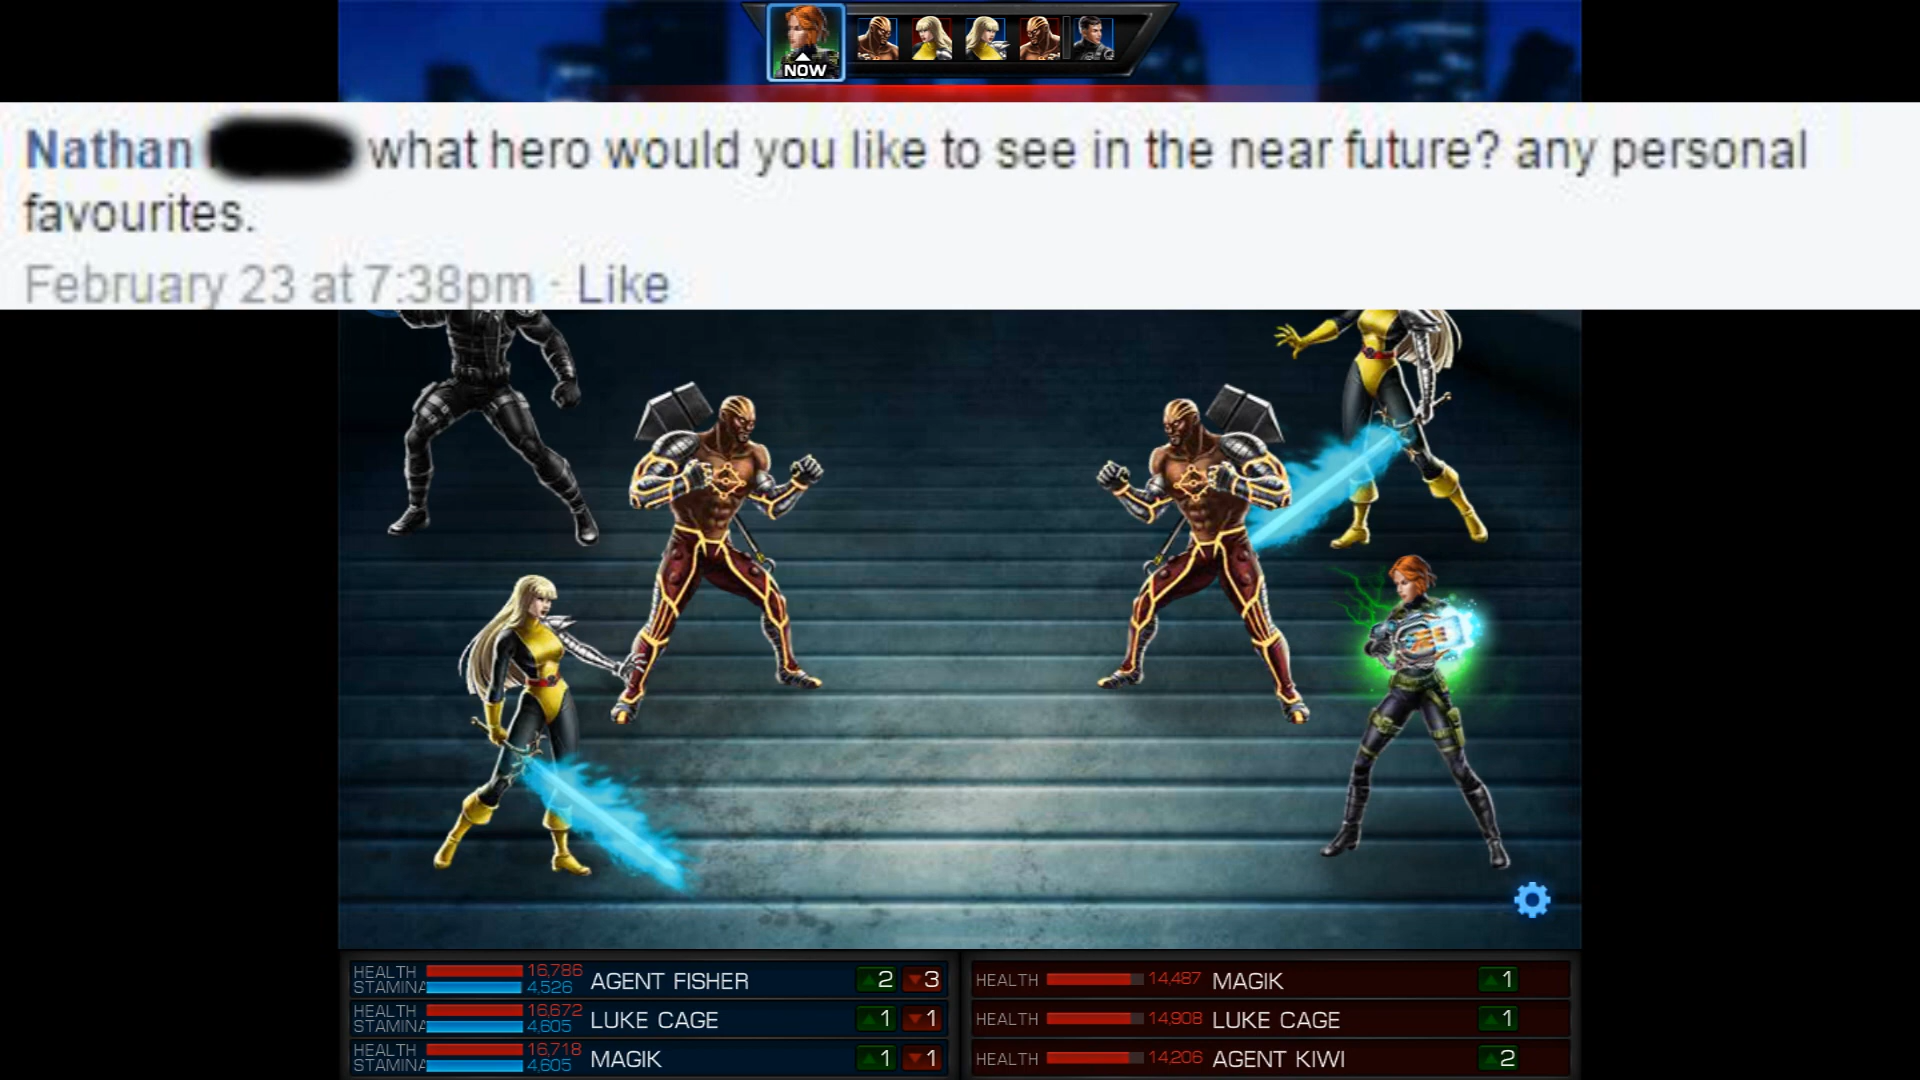 NOW
Nathan what hero would you like to see in the near future? any personal
favourites.
February 23 at 7:38pm · Like
HEALTH 16,786 AGENT FISHER 2 3
STAMINA 4,526
HEALTH 16,672 LUKE CAGE 1 1
STAMINA 4,605
HEALTH 16,718 MAGIK 1 1
STAMINA 4,605
HEALTH 14,487 MAGIK 1
HEALTH 14,908 LUKE CAGE 1
HEALTH 14,206 AGENT KIWI 2